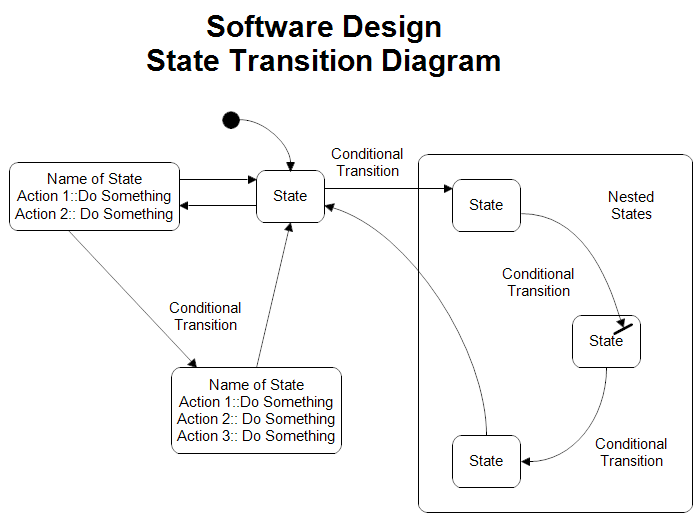 Software Design
State Transition Diagram
Conditional
Transition
Name of State
Action 1::Do Something
Action 2:: Do Something
State
State
Nested
States
Conditional
Transition
Conditional
Transition
State
Name of State
Action 1::Do Something
Action 2:: Do Something
Action 3:: Do Something
State
Conditional
Transition